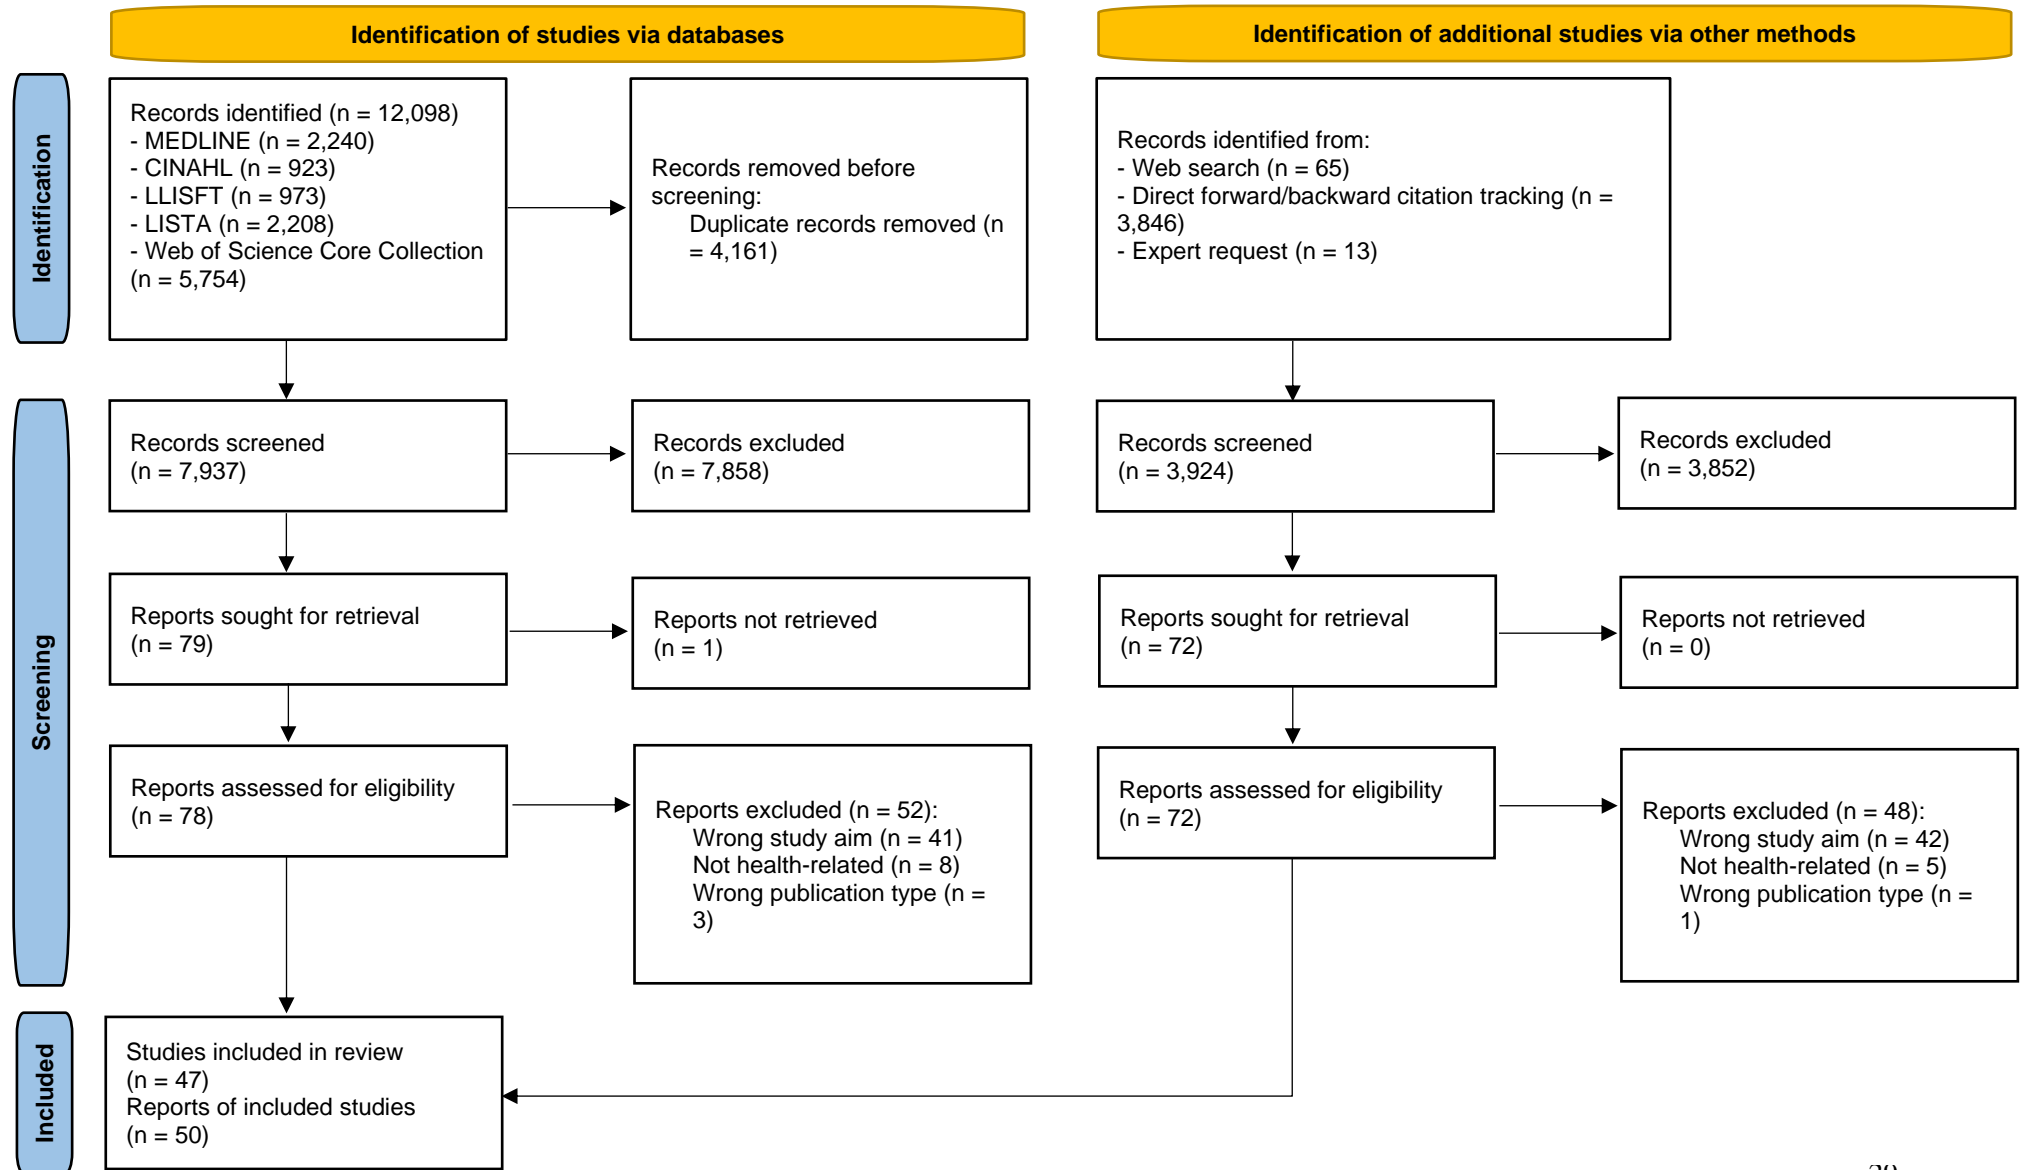 Identification of studies via databases
Identification of additional studies via other methods
Identification
Records identified (n = 12,098)
- MEDLINE (n = 2,240)
- CINAHL (n = 923)
- LLISFT (n = 973)
- LISTA (n = 2,208)
- Web of Science Core Collection
(n = 5,754)
Records removed before
screening:
Duplicate records removed (n
= 4,161)
Records identified from:
- Web search (n = 65)
- Direct forward/backward citation tracking (n =
3,846)
- Expert request (n = 13)
Screening
Records screened
(n = 7,937)
Records excluded
(n = 7,858)
Records screened
(n = 3,924)
Records excluded
(n = 3,852)
Reports sought for retrieval
(n = 79)
Reports not retrieved
(n = 1)
Reports sought for retrieval
(n = 72)
Reports not retrieved
(n = 0)
Reports assessed for eligibility
(n = 78)
Reports excluded (n = 52):
Wrong study aim (n = 41)
Not health-related (n = 8)
Wrong publication type (n =
3)
Reports assessed for eligibility
(n = 72)
Reports excluded (n = 48):
Wrong study aim (n = 42)
Not health-related (n = 5)
Wrong publication type (n =
1)
Included
Studies included in review
(n = 47)
Reports of included studies
(n = 50)